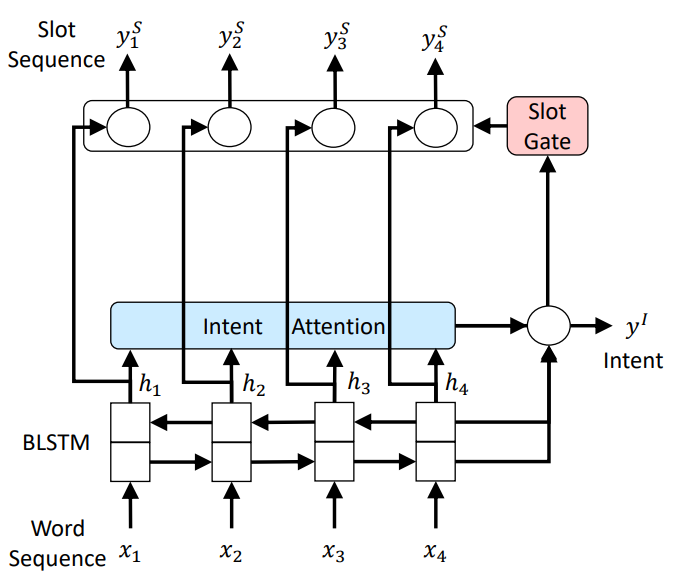 Slot
Sequence
y₁ˢ y₂ˢ y₃ˢ y₄ˢ
Slot
Gate
Intent Attention
yᴵ
Intent
h₁ h₂ h₃ h₄
BLSTM
Word
Sequence
x₁ x₂ x₃ x₄